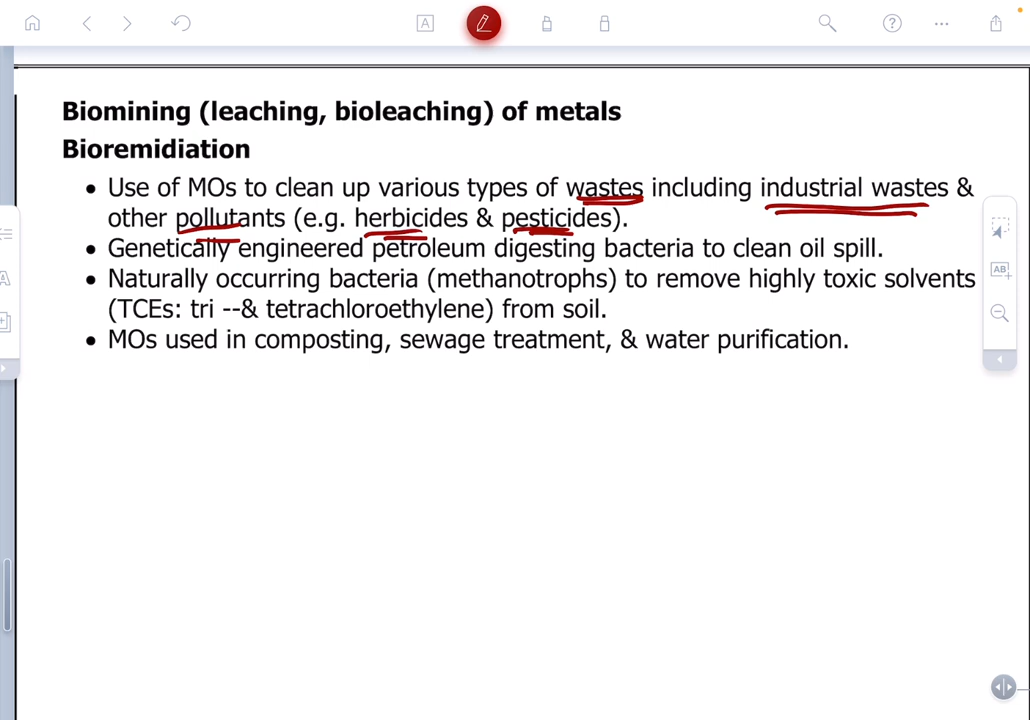 A
Biomining (leaching, bioleaching) of metals
Bioremidiation
• Use of MOs to clean up various types of wastes including industrial wastes &
other pollutants (e.g. herbicides & pesticides).
• Genetically engineered petroleum digesting bacteria to clean oil spill.
• Naturally occurring bacteria (methanotrophs) to remove highly toxic solvents
(TCEs: tri --& tetrachloroethylene) from soil.
• MOs used in composting, sewage treatment, & water purification.
A
AB